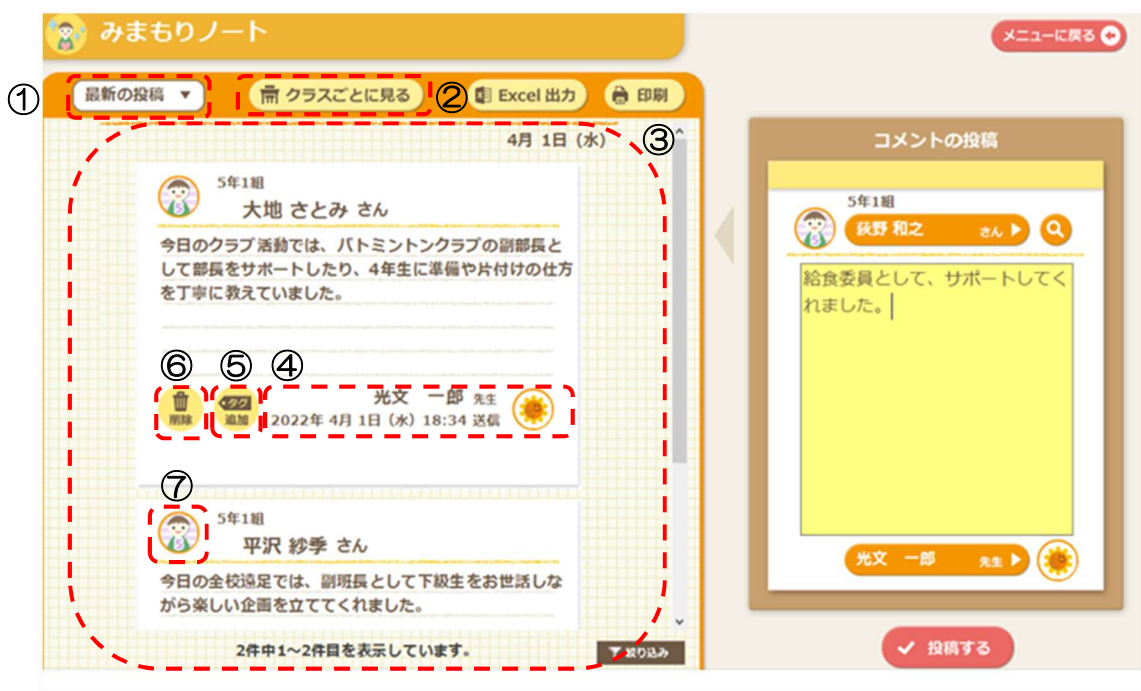 みまもりノート
メニューに戻る
①
最新の投稿 ▼
クラスごとに見る
②
Excel 出力
印刷
4月 1日（水）
③
5年1組
大地 さとみ さん
今日のクラブ活動では、バトミントンクラブの副部長と
して部長をサポートしたり、4年生に準備や片付けの仕方
を丁寧に教えていました。
⑥ ⑤ ④
削除
タグ
追加
光文 一郎 先生
2022年 4月 1日（水）18:34 送信
⑦
5年1組
平沢 紗季 さん
今日の全校遠足では、副班長として下級生をお世話しな
がら楽しい企画を立ててくれました。
2件中1〜2件目を表示しています。
絞り込み
コメントの投稿
5年1組
荻野 和之 さん
給食委員として、サポートしてく
れました。
光文 一郎 先生
投稿する